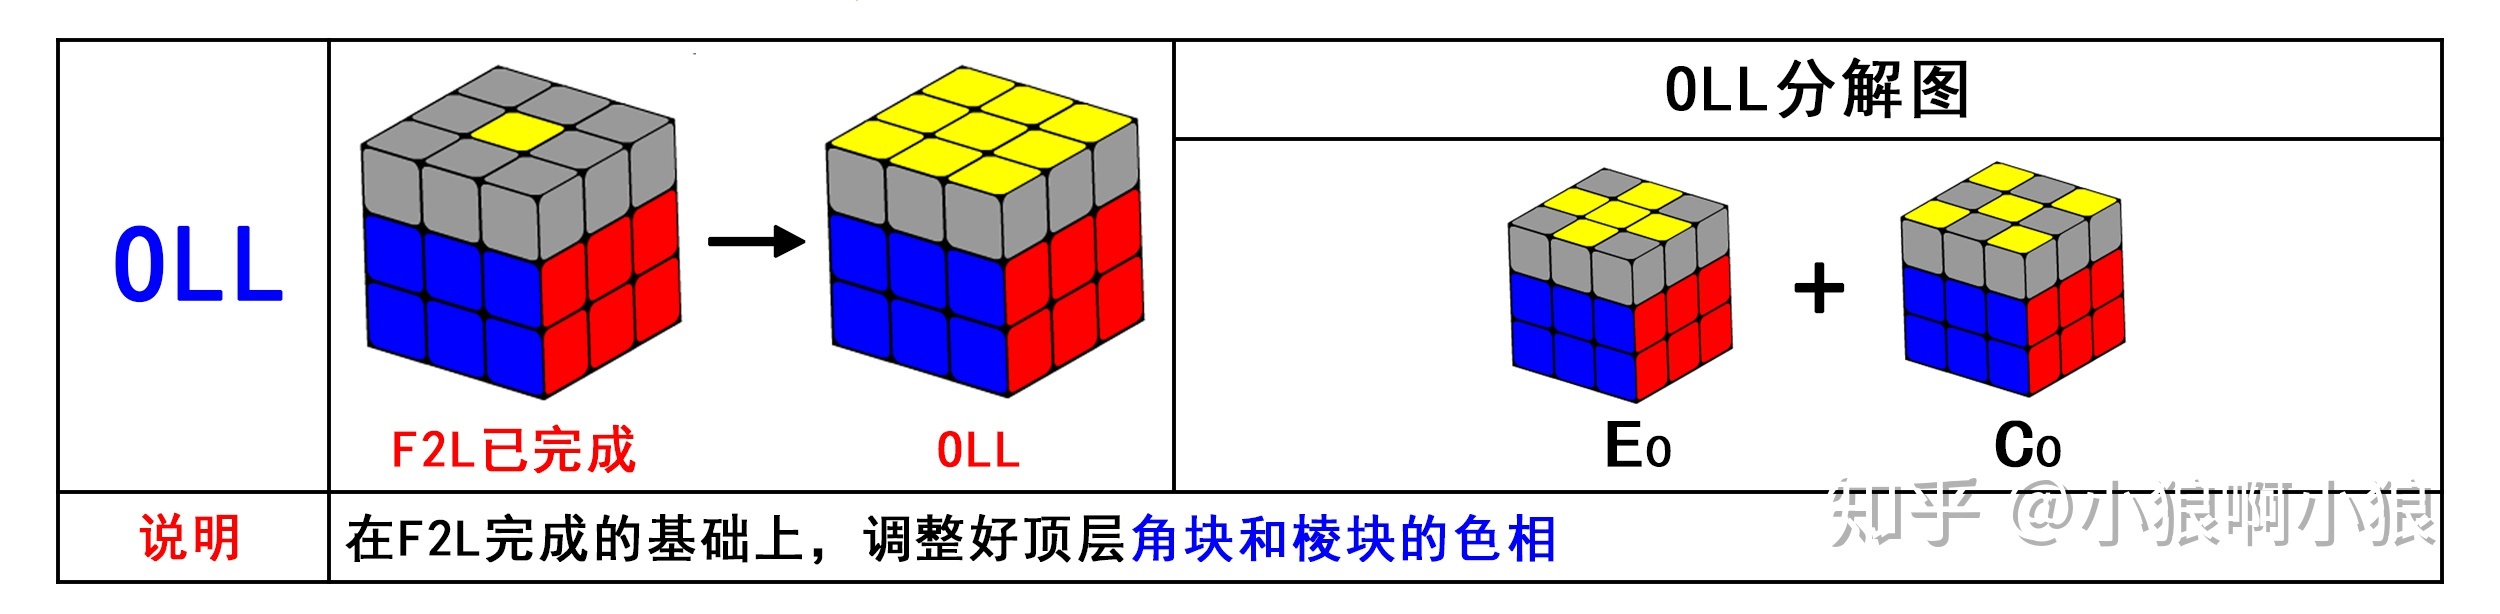 OLL
F2L已完成
OLL
OLL分解图
EO
+
CO
说明
在F2L完成的基础上，调整好顶层角块和棱块的色相
知乎 @小狼啊小狼